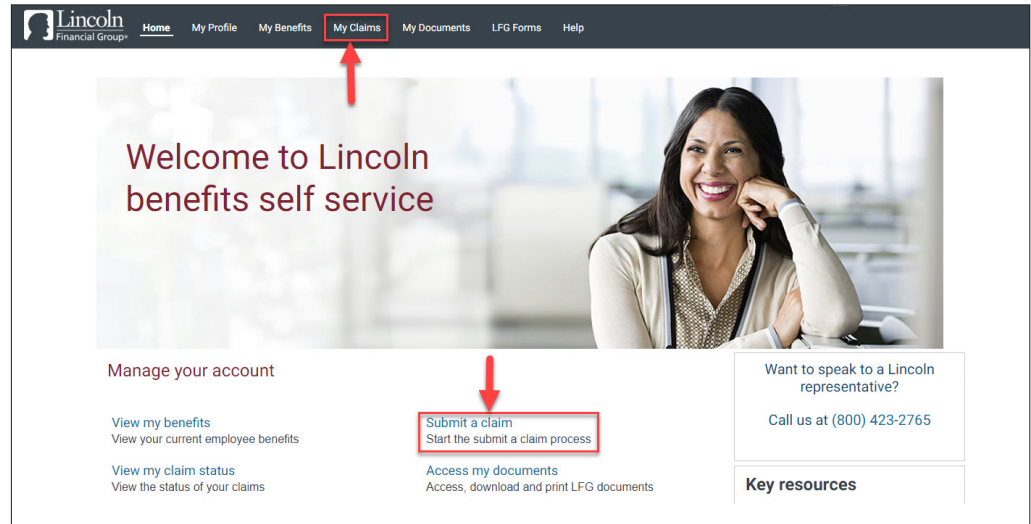 Lincoln
Financial Group®
Home My Profile My Benefits My Claims My Documents LFG Forms Help
Welcome to Lincoln
benefits self service
Manage your account
View my benefits
View your current employee benefits
Submit a claim
Start the submit a claim process
View my claim status
View the status of your claims
Access my documents
Access, download and print LFG documents
Want to speak to a Lincoln
representative?
Call us at (800) 423-2765
Key resources